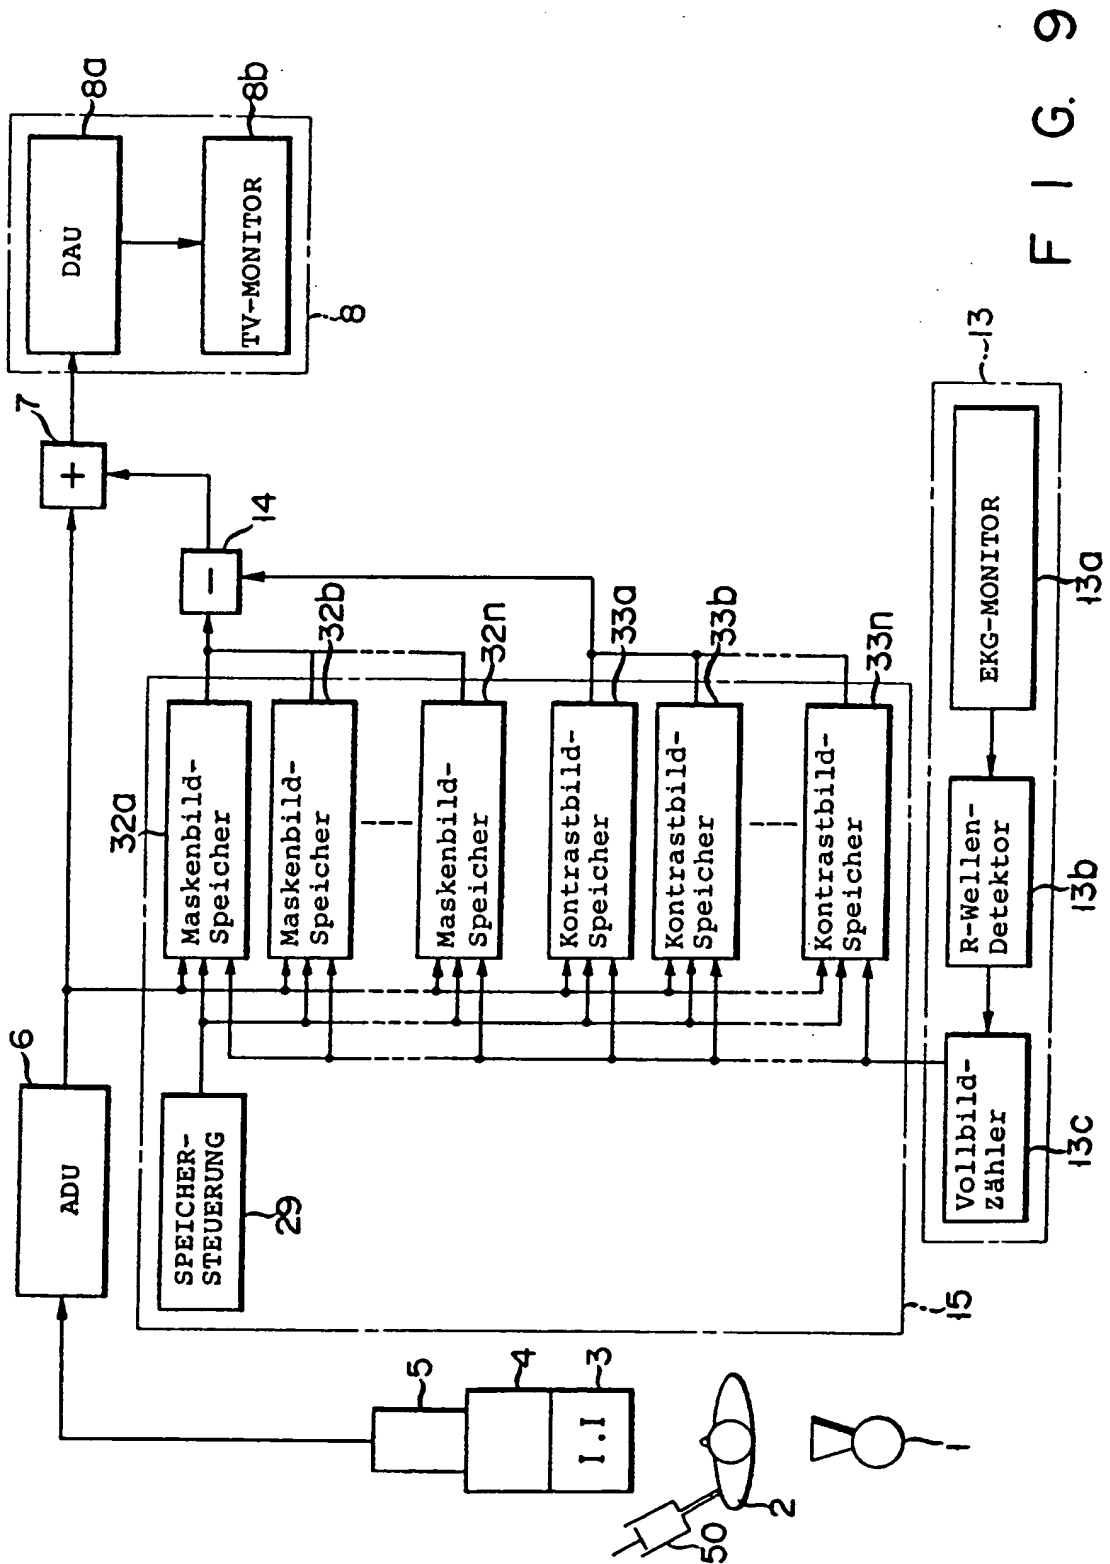 1
2
50
I.I
3
4
5
ADU
6
SPEICHER-
STEUERUNG
29
15
32a
Maskenbild-
Speicher
Maskenbild-
Speicher
32b
Maskenbild-
Speicher
32n
Kontrastbild-
Speicher
33a
Kontrastbild-
Speicher
33b
Kontrastbild-
Speicher
33n
−
14
+
7
DAU
8a
TV-MONITOR
8b
8
13
EKG-MONITOR
13a
R-Wellen-
Detektor
13b
Vollbild-
Zähler
13c
FIG. 9